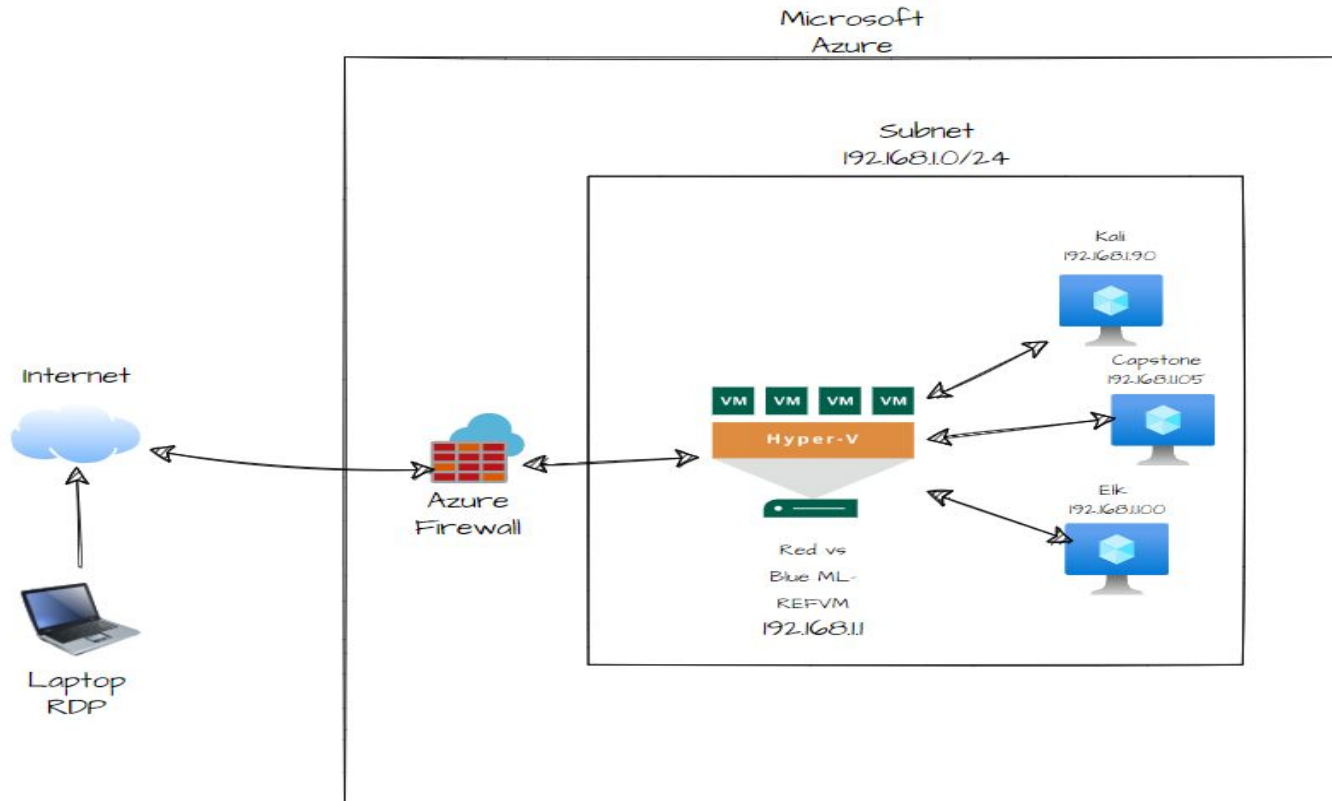 Microsoft
Azure
Subnet
192.168.1.0/24
Kali
192.168.1.90
Capstone
192.168.1.105
Elk
192.168.1.100
Internet
VM VM VM VM
Hyper-V
Azure
Firewall
Red vs
Blue ML-
REFVM
192.168.1.1
Laptop
RDP